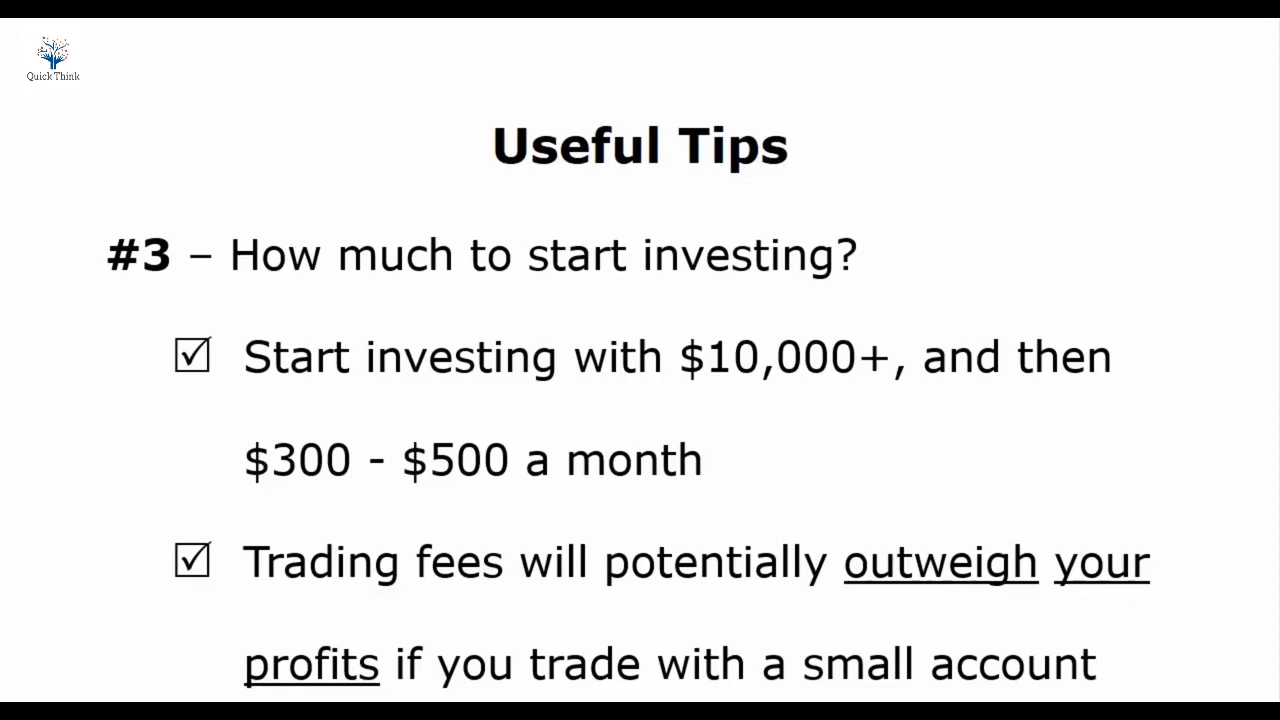 Quick Think
Useful Tips
#3 – How much to start investing?
☑ Start investing with $10,000+, and then
$300 - $500 a month
☑ Trading fees will potentially outweigh your
profits if you trade with a small account